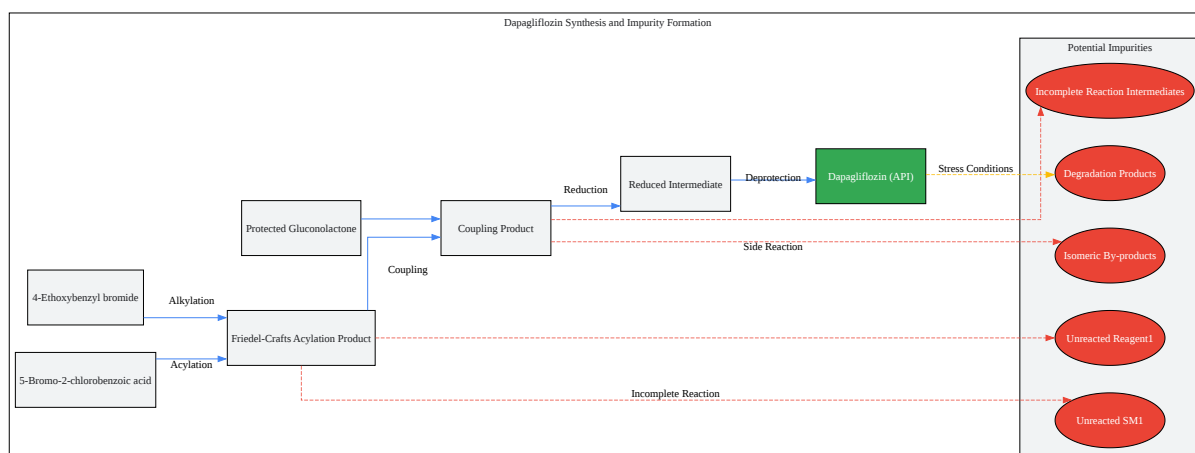 Dapagliflozin Synthesis and Impurity Formation
Potential Impurities
Incomplete Reaction Intermediates
Dapagliflozin (API)
Stress Conditions
Degradation Products
Reduced Intermediate
Deprotection
Reduction
Protected Gluconolactone
Coupling Product
Side Reaction
Isomeric By-products
Coupling
4-Ethoxybenzyl bromide
Alkylation
Friedel-Crafts Acylation Product
Unreacted Reagent1
5-Bromo-2-chlorobenzoic acid
Acylation
Incomplete Reaction
Unreacted SM1